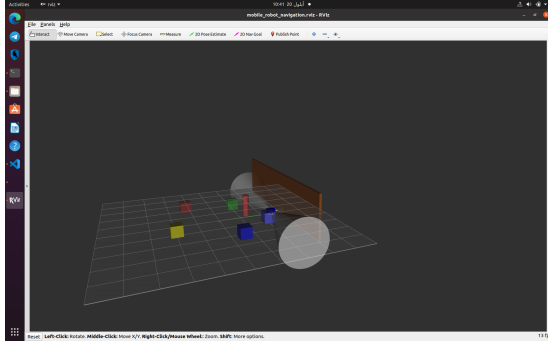 Activities
rviz
10:41 20 أيلول
mobile_robot_navigation.rviz - RViz
File Panels Help
Interact Move Camera Select Focus Camera Measure 2D Pose Estimate 2D Nav Goal Publish Point
RViz
Reset Left-Click: Rotate. Middle-Click: Move X/Y. Right-Click/Mouse Wheel:: Zoom. Shift: More options.